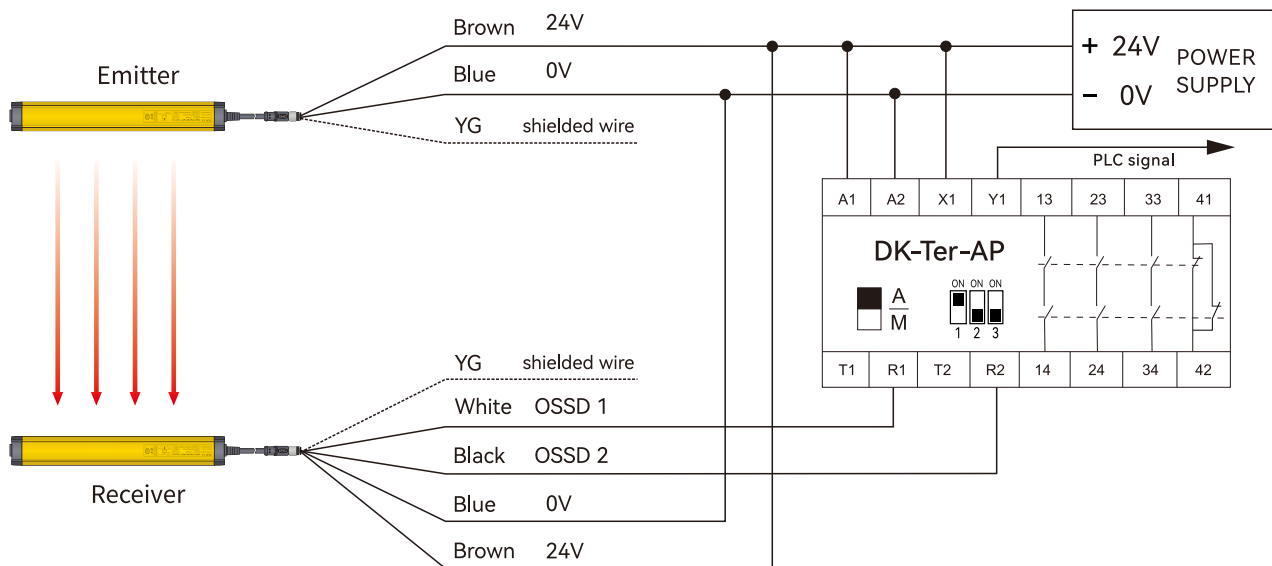 Brown 24V
Emitter
Blue 0V
YG shielded wire
+ 24V
POWER
SUPPLY
− 0V
PLC signal
A1 A2 X1 Y1 13 23 33 41
DK-Ter-AP
A
M
ON ON ON
1 2 3
T1 R1 T2 R2 14 24 34 42
YG shielded wire
White OSSD 1
Black OSSD 2
Receiver
Blue 0V
Brown 24V